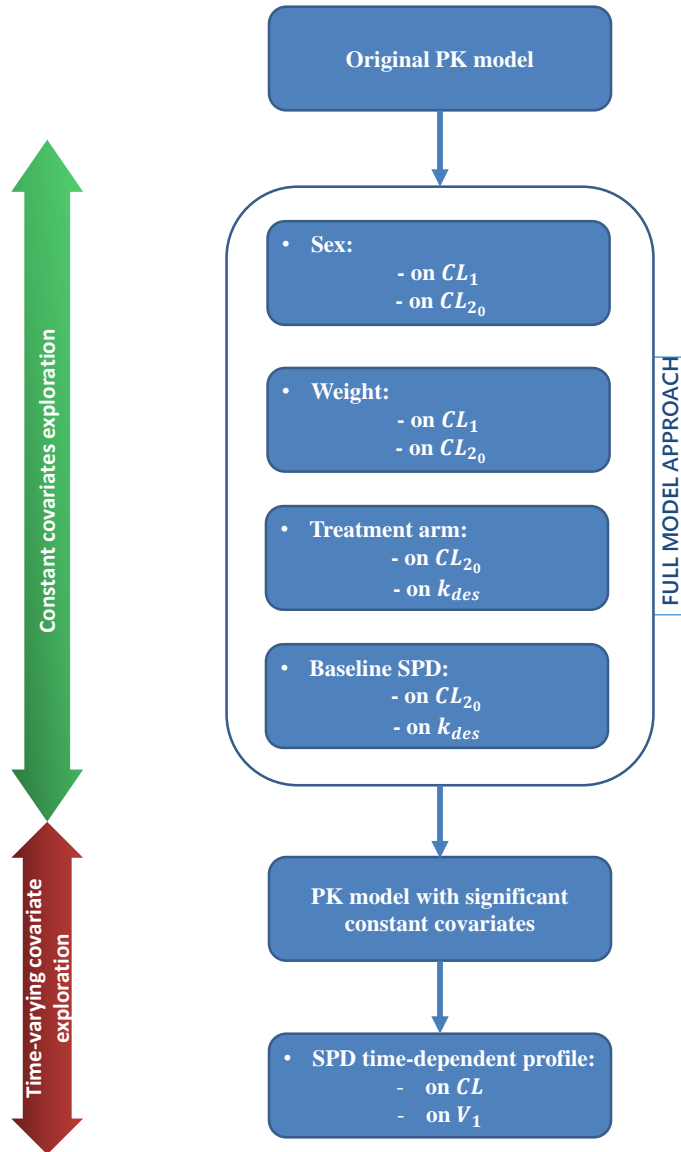 Original PK model
Constant covariates exploration
• Sex:
- on CL₁
- on CL₂₀
• Weight:
- on CL₁
- on CL₂₀
• Treatment arm:
- on CL₂₀
- on k_des
• Baseline SPD:
- on CL₂₀
- on k_des
FULL MODEL APPROACH
PK model with significant
constant covariates
Time-varying covariate
exploration
• SPD time-dependent profile:
- on CL
- on V₁